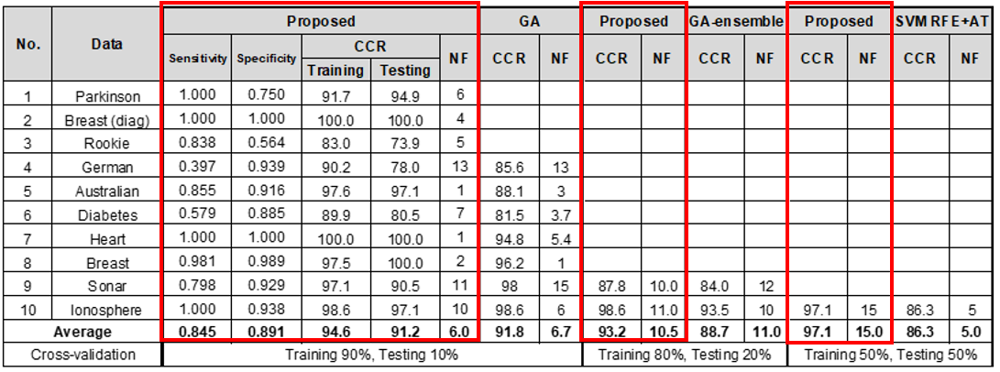 No. Data Proposed GA Proposed GA-ensemble Proposed SVM RFE+AT
Sensitivity Specificity CCR NF CCR NF CCR NF CCR NF CCR NF CCR NF
Training Testing
1 Parkinson 1.000 0.750 91.7 94.9 6
2 Breast (diag) 1.000 1.000 100.0 100.0 4
3 Rookie 0.838 0.564 83.0 73.9 5
4 German 0.397 0.939 90.2 78.0 13 85.6 13
5 Australian 0.855 0.916 97.6 97.1 1 88.1 3
6 Diabetes 0.579 0.885 89.9 80.5 7 81.5 3.7
7 Heart 1.000 1.000 100.0 100.0 1 94.8 5.4
8 Breast 0.981 0.989 97.5 100.0 2 96.2 1
9 Sonar 0.798 0.929 97.1 90.5 11 98 15 87.8 10.0 84.0 12
10 Ionosphere 1.000 0.938 98.6 97.1 10 98.6 6 98.6 11.0 93.5 10 97.1 15 86.3 5
Average 0.845 0.891 94.6 91.2 6.0 91.8 6.7 93.2 10.5 88.7 11.0 97.1 15.0 86.3 5.0
Cross-validation Training 90%, Testing 10% Training 80%, Testing 20% Training 50%, Testing 50%